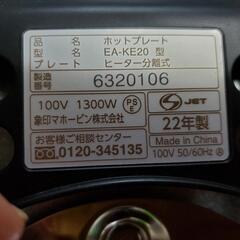 品名 ホットプレート
型名 EA-KE20 型
プレート ヒーター分離式
製造番号 6320106
100V 1300W PSE JET
象印マホービン株式会社 22年製
お客様ご相談センター Made in China
0120-345135 100V 50/60Hz